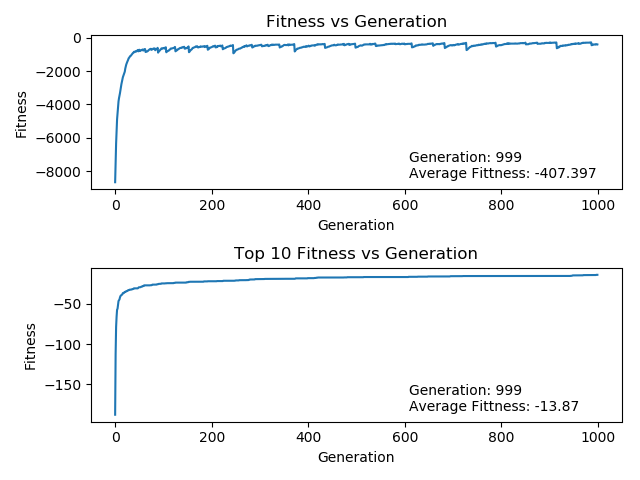 Fitness vs Generation
0
−2000
−4000
−6000
−8000
Fitness
Generation: 999
Average Fittness: -407.397
0 200 400 600 800 1000
Generation
Top 10 Fitness vs Generation
−50
−100
−150
Fitness
Generation: 999
Average Fittness: -13.87
0 200 400 600 800 1000
Generation